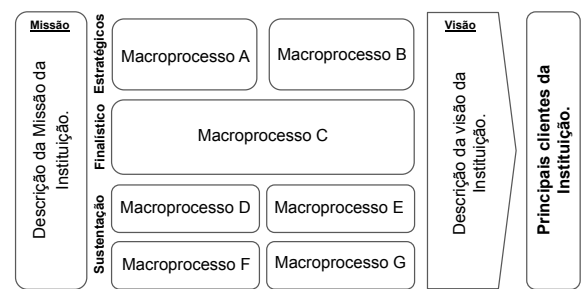 Missão
Descrição da Missão da
Instituição.
Estratégicos
Macroprocesso A
Macroprocesso B
Finalístico
Macroprocesso C
Sustentação
Macroprocesso D
Macroprocesso E
Macroprocesso F
Macroprocesso G
Visão
Descrição da visão da
Instituição.
Principais clientes da
Instituição.